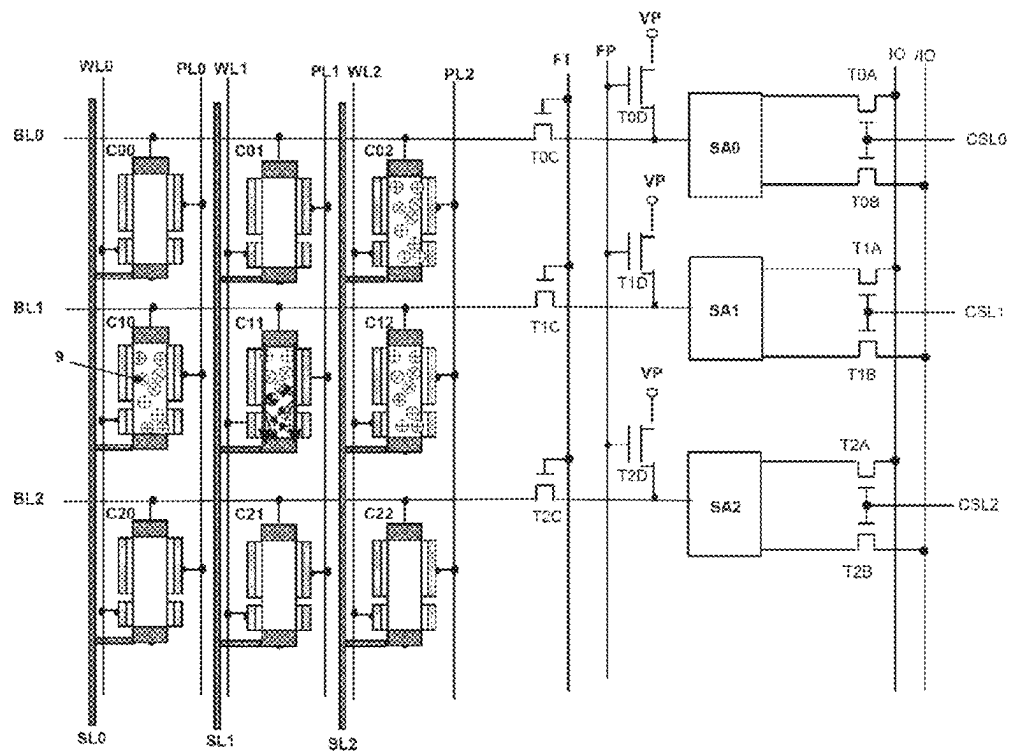 VP
WL0 PL0 WL1 PL1 WL2 PL2 FT FP IO /IO
T0A
BL0
C00 C01 C02
T0C T0D SA0 CSL0
T0B
VP
T1A
BL1
C10 C11 C12
T1C T1D SA1 CSL1
9
T1B
VP
T2A
BL2
C20 C21 C22
T2C T2D SA2 CSL2
T2B
SL0 SL1 SL2